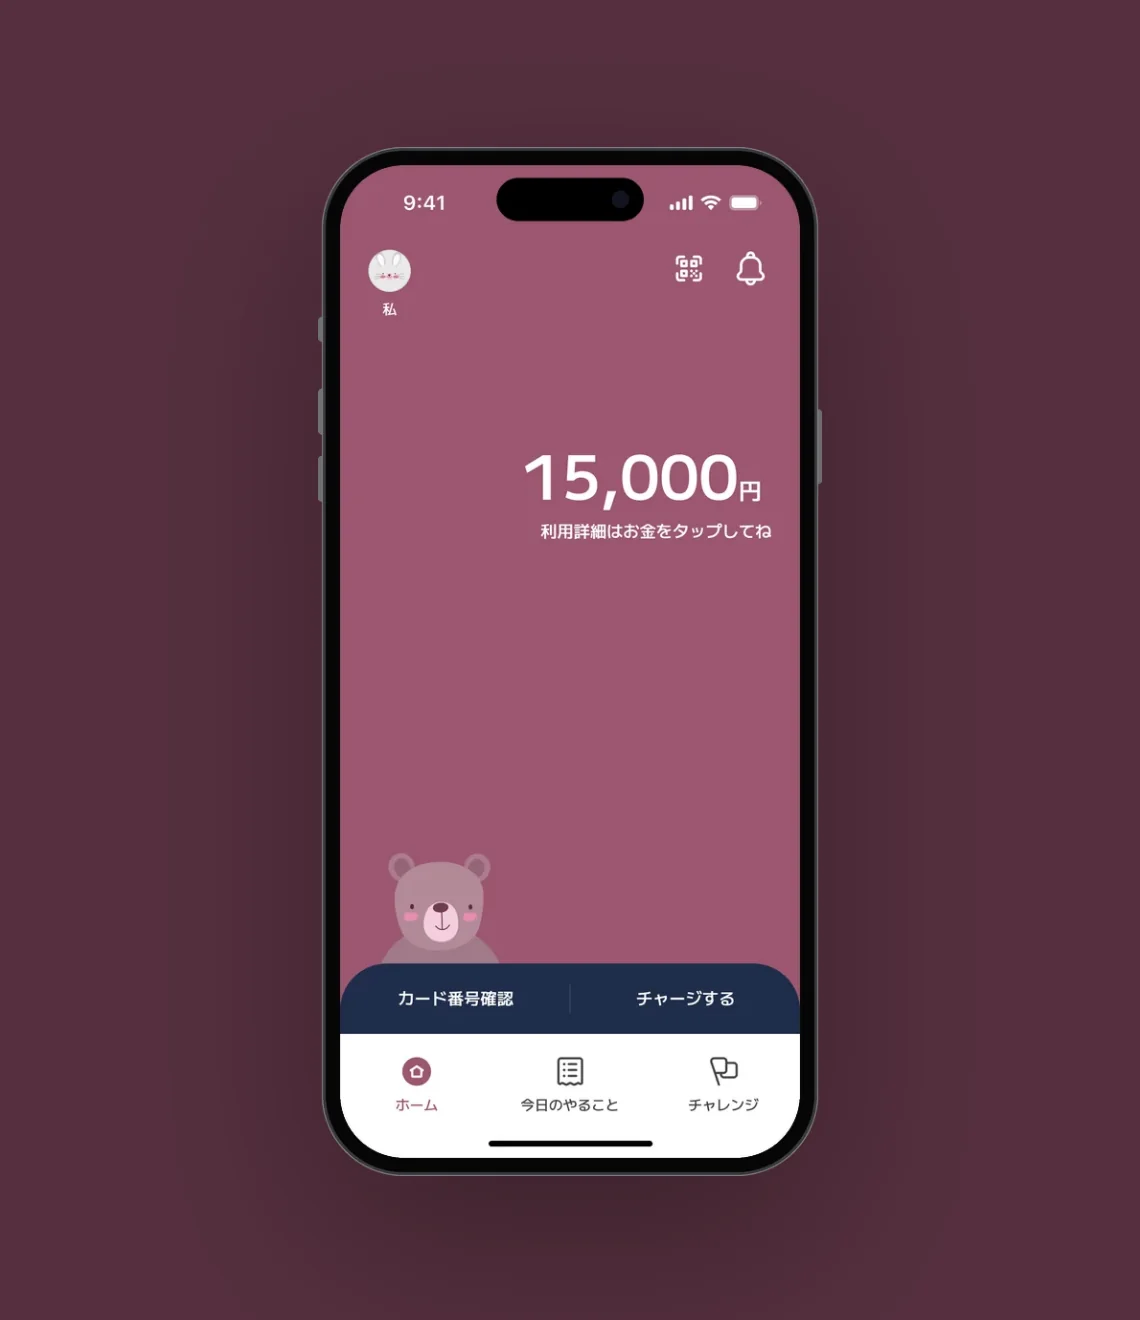 9:41
私
15,000円
利用詳細はお金をタップしてね
カード番号確認
チャージする
ホーム
今日のやること
チャレンジ